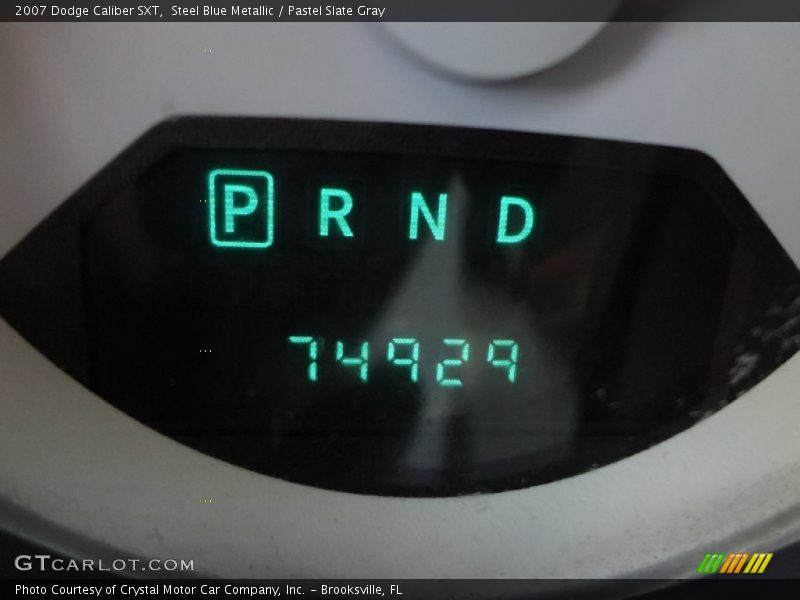 2007 Dodge Caliber SXT,  Steel Blue Metallic / Pastel Slate Gray
P R N D
74929
GTCARLOT.COM
Photo Courtesy of Crystal Motor Car Company, Inc. – Brooksville, FL